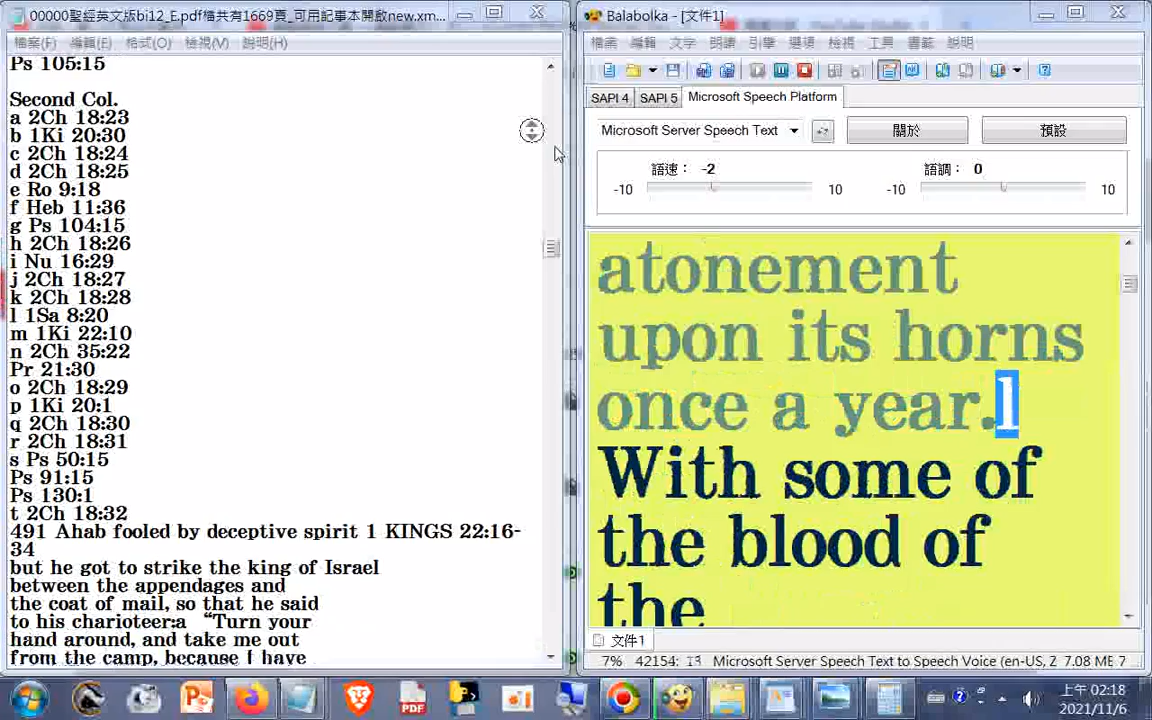 00000聖經英文版bi12_E.pdf檔共有1669頁_可用記事本開啟new.xm...
檔案(F) 編輯(E) 格式(O) 檢視(V) 說明(H)
Ps 105:15
Second Col.
a 2Ch 18:23
b 1Ki 20:30
c 2Ch 18:24
d 2Ch 18:25
e Ro 9:18
f Heb 11:36
g Ps 104:15
h 2Ch 18:26
i Nu 16:29
j 2Ch 18:27
k 2Ch 18:28
l 1Sa 8:20
m 1Ki 22:10
n 2Ch 35:22
Pr 21:30
o 2Ch 18:29
p 1Ki 20:1
q 2Ch 18:30
r 2Ch 18:31
s Ps 50:15
Ps 91:15
Ps 130:1
t 2Ch 18:32
491 Ahab fooled by deceptive spirit 1 KINGS 22:16-
34
but he got to strike the king of Israel
between the appendages and
the coat of mail, so that he said
to his charioteer:a “Turn your
hand around, and take me out
from the camp, because I have
Balabolka - [文件1]
檔案 編輯 文字 朗讀 引擎 選項 檢視 工具 書籤 說明
SAPI 4 SAPI 5 Microsoft Speech Platform
Microsoft Server Speech Text 關於 預設
語速： -2 語調： 0
-10 10 -10 10
atonement
upon its horns
once a year.1
With some of
the blood of
the
文件1
7% 42154: 13 Microsoft Server Speech Text to Speech Voice (en-US, Z 7.08 MB 7
PDF
上午 02:18
2021/11/6